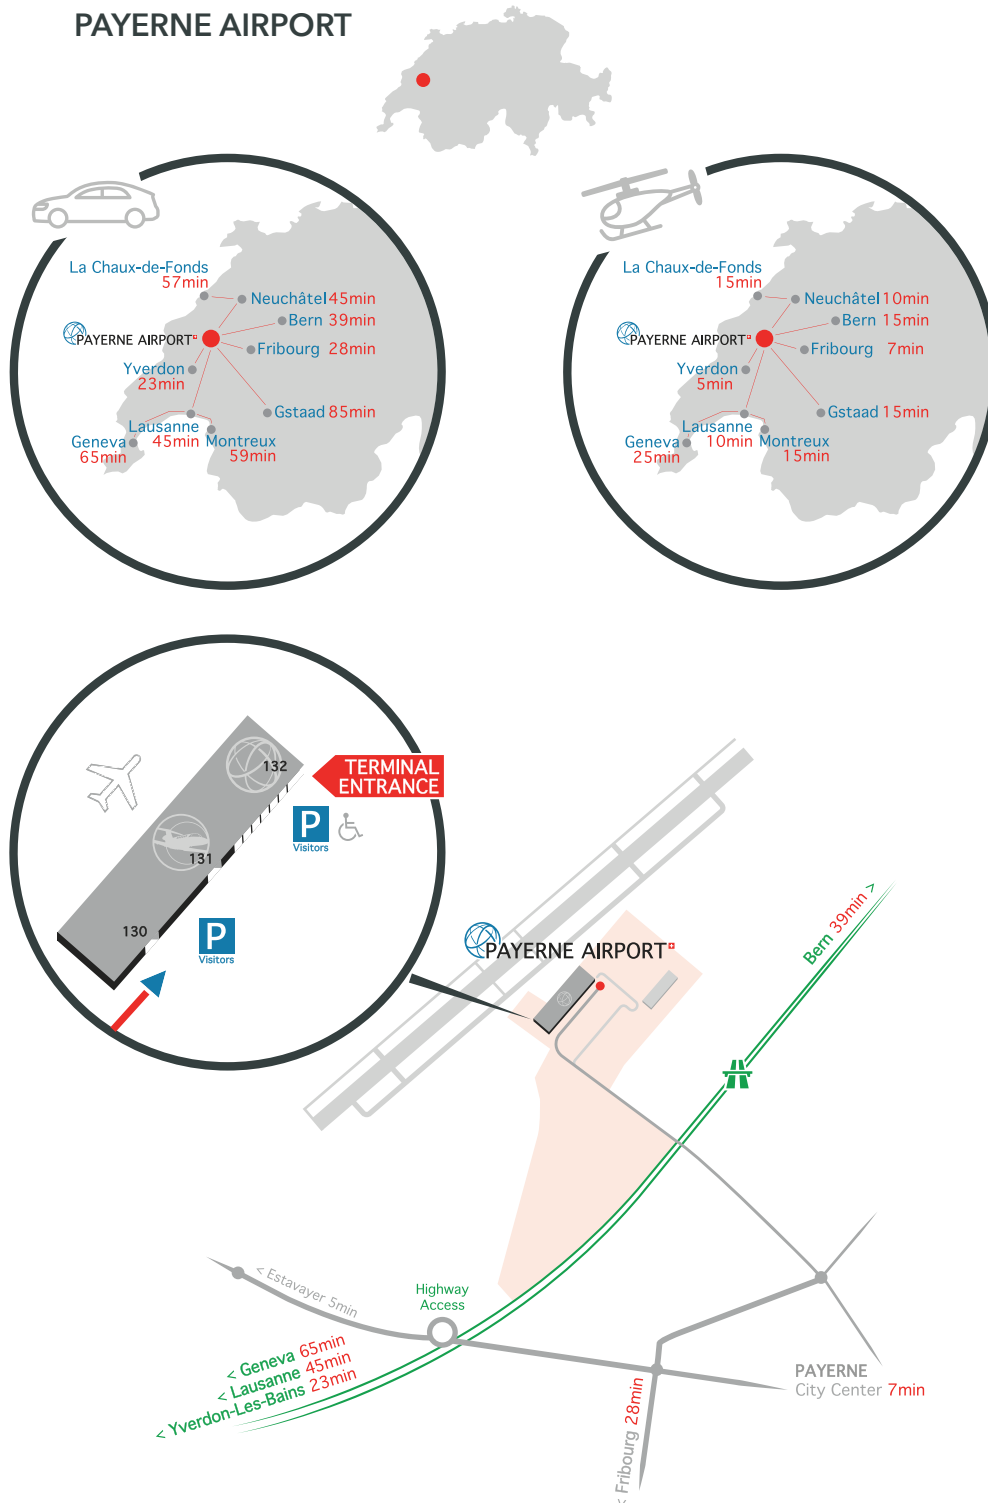 PAYERNE AIRPORT
La Chaux-de-Fonds
57min
Neuchâtel 45min
Bern 39min
PAYERNE AIRPORT
Fribourg 28min
Yverdon
23min
Gstaad 85min
Lausanne
45min
Geneva
65min
Montreux
59min
La Chaux-de-Fonds
15min
Neuchâtel 10min
Bern 15min
PAYERNE AIRPORT
Fribourg 7min
Yverdon
5min
Gstaad 15min
Lausanne
10min
Geneva
25min
Montreux
15min
132
TERMINAL
ENTRANCE
P
Visitors
131
130
P
Visitors
PAYERNE AIRPORT
Bern 39min >
< Estavayer 5min
Highway
Access
< Geneva 65min
< Lausanne 45min
< Yverdon-Les-Bains 23min
PAYERNE
City Center 7min
< Fribourg 28min